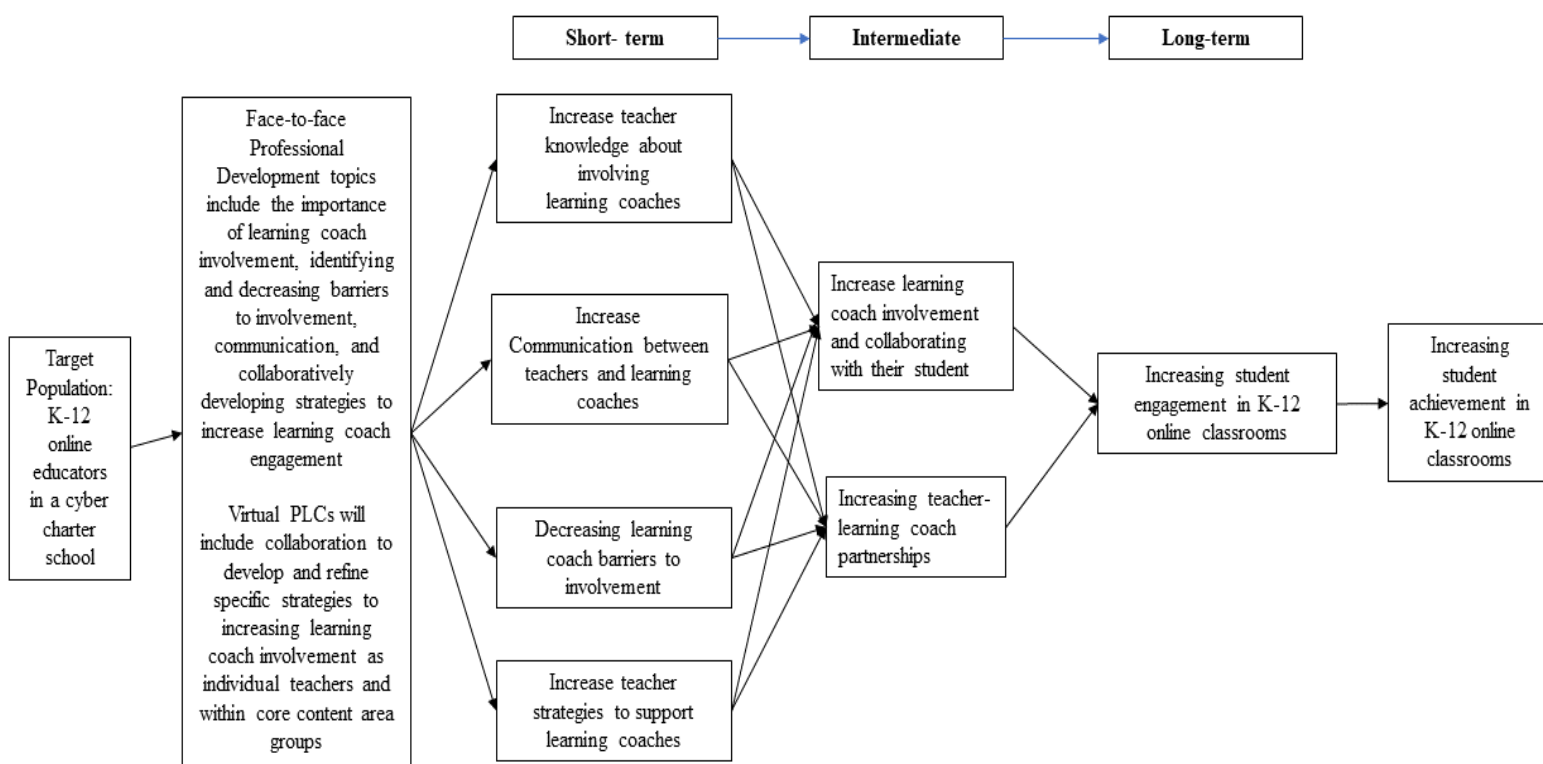 Short- term
Intermediate
Long-term
Target
Population:
K-12
online
educators
in a cyber
charter
school
Face-to-face
Professional
Development topics
include the importance
of learning coach
involvement, identifying
and decreasing barriers
to involvement,
communication, and
collaboratively
developing strategies to
increase learning coach
engagement
Virtual PLCs will
include collaboration to
develop and refine
specific strategies to
increasing learning
coach involvement as
individual teachers and
within core content area
groups
Increase teacher
knowledge about
involving
learning coaches
Increase
Communication between
teachers and learning
coaches
Decreasing learning
coach barriers to
involvement
Increase teacher
strategies to support
learning coaches
Increase learning
coach involvement
and collaborating
with their student
Increasing teacher-
learning coach
partnerships
Increasing student
engagement in K-12
online classrooms
Increasing
student
achievement in
K-12 online
classrooms